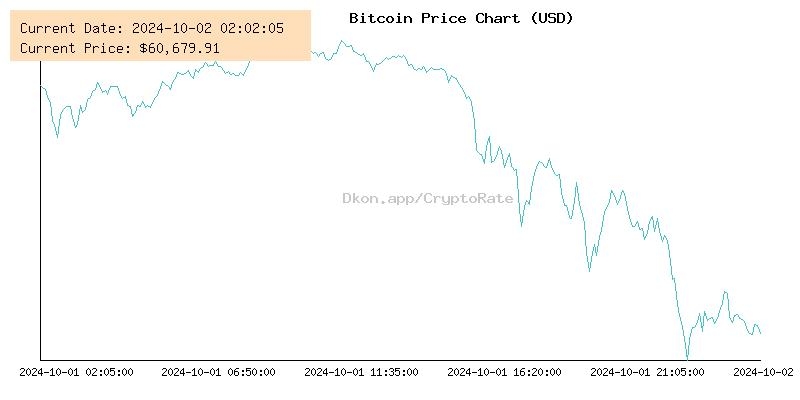 Bitcoin Price Chart (USD)
Current Date: 2024-10-02 02:02:05
Current Price: $60,679.91
Dkon.app/CryptoRate
2024-10-01 02:05:00 2024-10-01 06:50:00 2024-10-01 11:35:00 2024-10-01 16:20:00 2024-10-01 21:05:00 2024-10-02